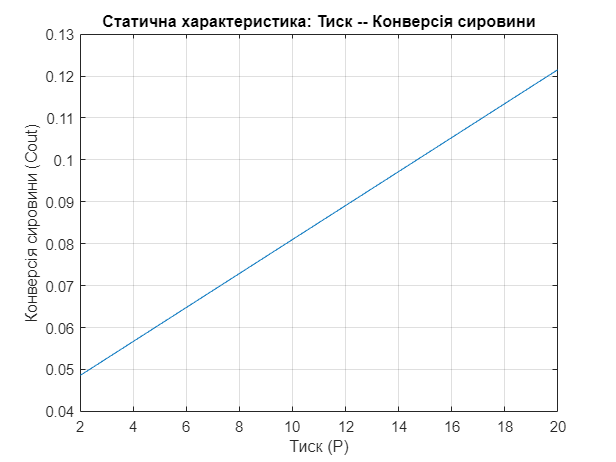 Статична характеристика: Тиск -- Конверсія сировини
0.13
0.12
0.11
0.1
0.09
0.08
0.07
0.06
0.05
0.04
Конверсія сировини (Cout)
2 4 6 8 10 12 14 16 18 20
Тиск (P)